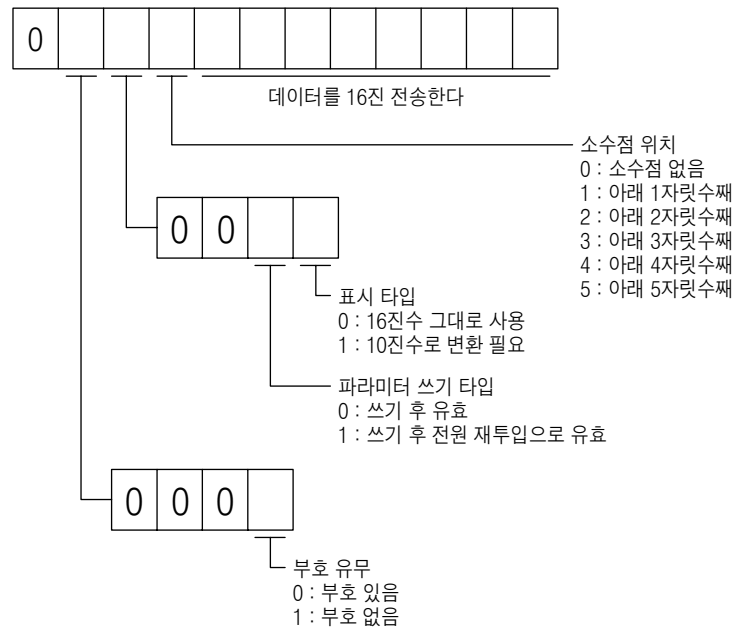 0
데이터를 16진 전송한다
소수점 위치
0 : 소수점 없음
1 : 아래 1자릿수째
2 : 아래 2자릿수째
3 : 아래 3자릿수째
4 : 아래 4자릿수째
5 : 아래 5자릿수째
0 0
표시 타입
0 : 16진수 그대로 사용
1 : 10진수로 변환 필요
파라미터 쓰기 타입
0 : 쓰기 후 유효
1 : 쓰기 후 전원 재투입으로 유효
0 0 0
부호 유무
0 : 부호 있음
1 : 부호 없음